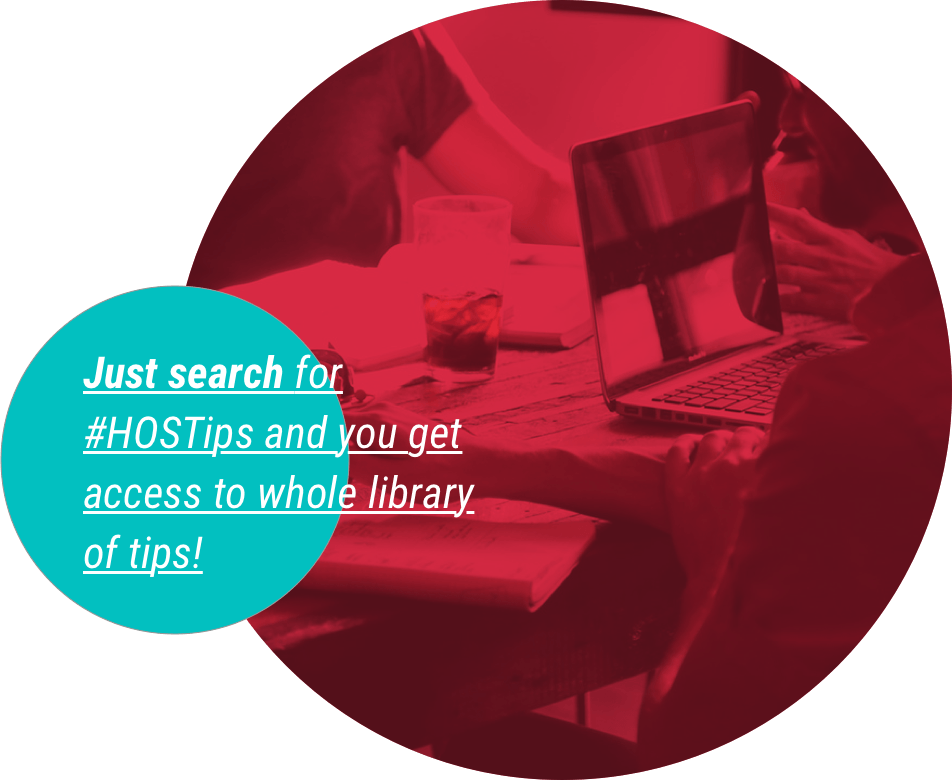 Just search for
#HOSTips and you get
access to whole library
of tips!